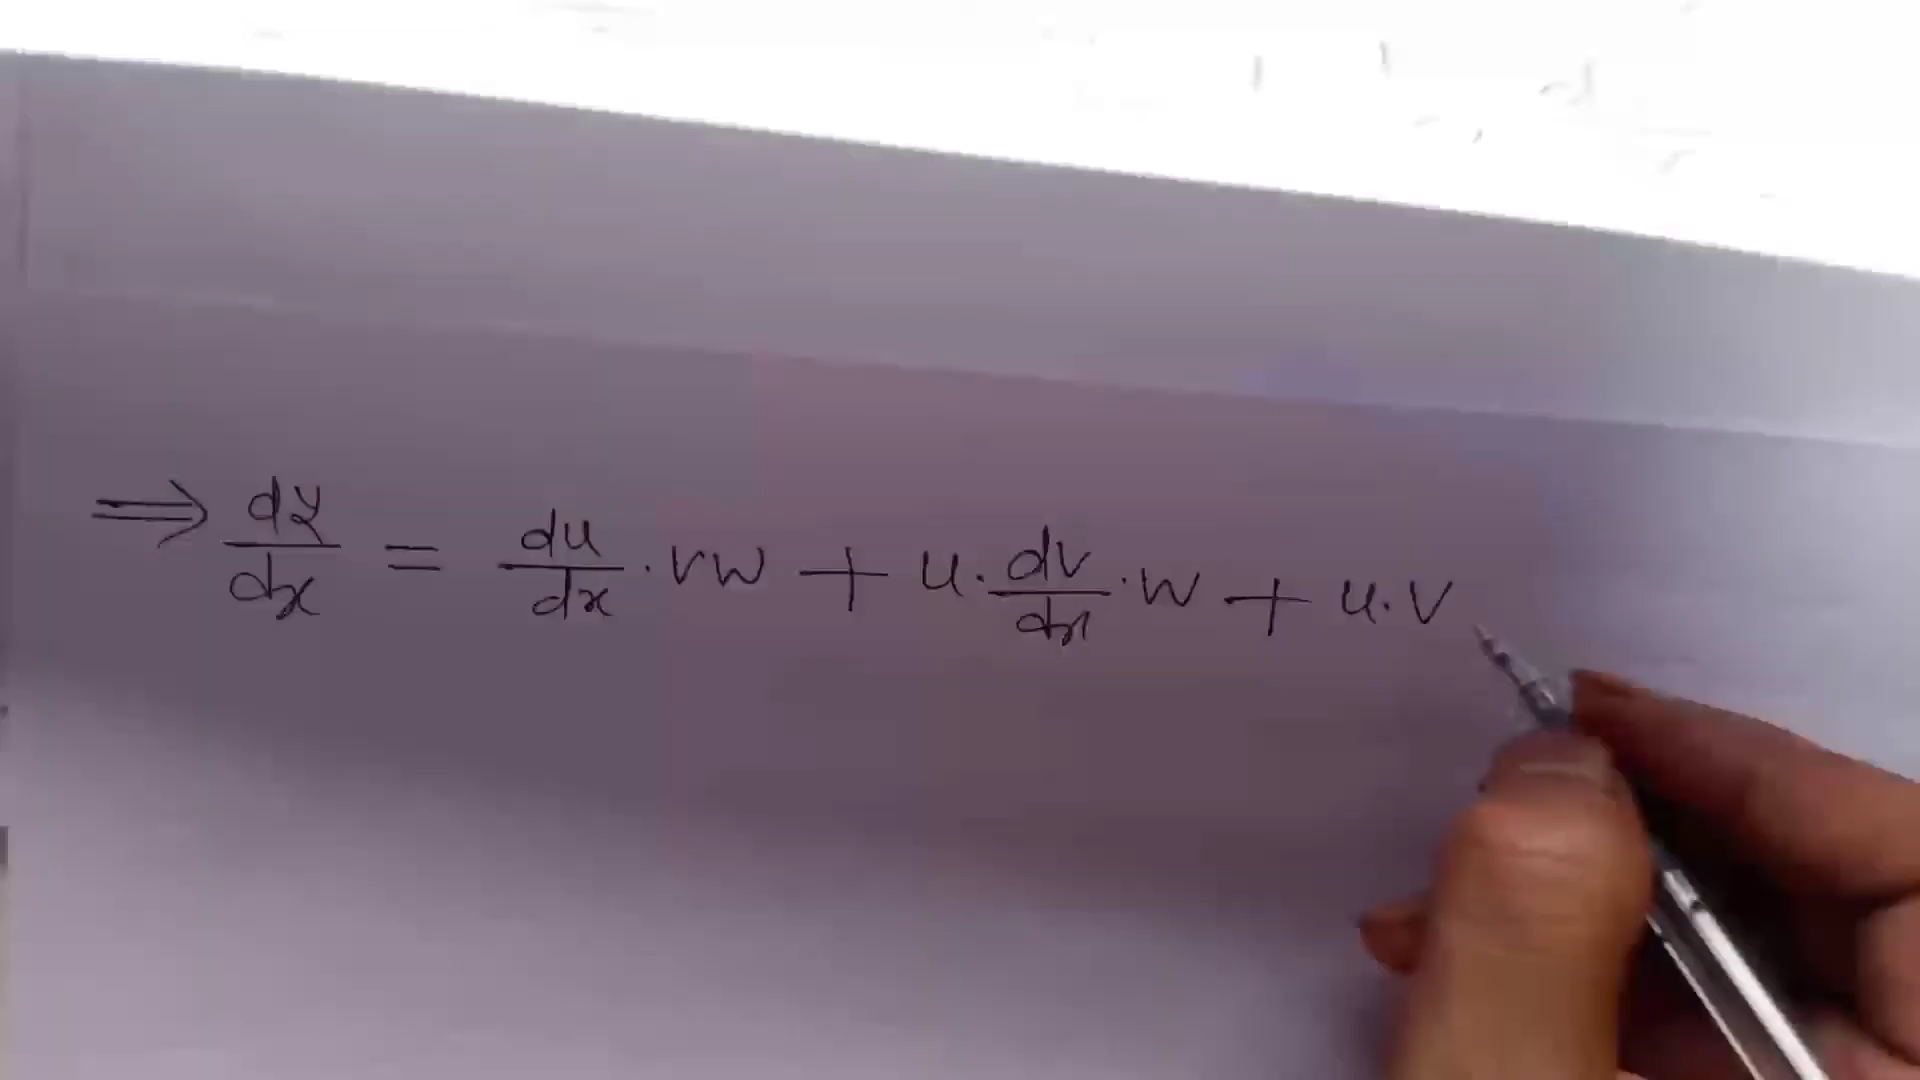 ⟹ dy/dx = du/dx · vw + u · dv/dx · w + u · v